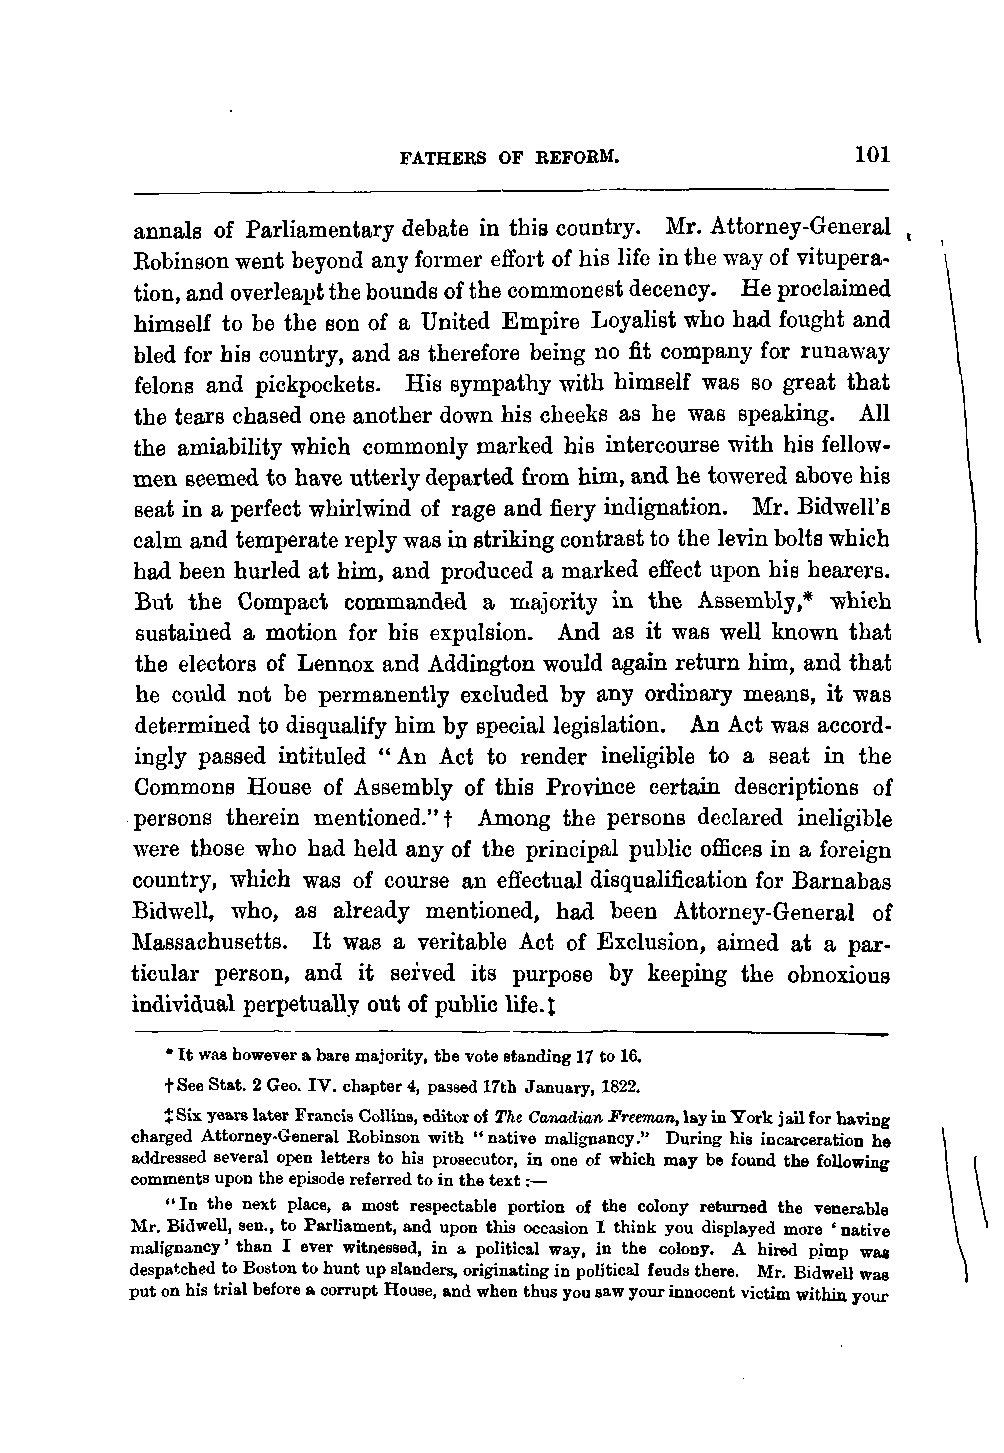 FATHERS OF REFORM. 101
annals of Parliamentary debate in this country. Mr. Attorney-General
Robinson went beyond any former effort of his life in the way of vitupera-
tion, and overleapt the bounds of the commonest decency. He proclaimed
himself to be the son of a United Empire Loyalist who had fought and
bled for his country, and as therefore being no fit company for runaway
felons and pickpockets. His sympathy with himself was so great that
the tears chased one another down his cheeks as he was speaking. All
the amiability which commonly marked his intercourse with his fellow-
men seemed to have utterly departed from him, and he towered above his
seat in a perfect whirlwind of rage and fiery indignation. Mr. Bidwell's
calm and temperate reply was in striking contrast to the levin bolts which
had been hurled at him, and produced a marked effect upon his hearers.
But the Compact commanded a majority in the Assembly,* which
sustained a motion for his expulsion. And as it was well known that
the electors of Lennox and Addington would again return him, and that
he could not be permanently excluded by any ordinary means, it was
determined to disqualify him by special legislation. An Act was accord-
ingly passed intituled "An Act to render ineligible to a seat in the
Commons House of Assembly of this Province certain descriptions of
persons therein mentioned."† Among the persons declared ineligible
were those who had held any of the principal public offices in a foreign
country, which was of course an effectual disqualification for Barnabas
Bidwell, who, as already mentioned, had been Attorney-General of
Massachusetts. It was a veritable Act of Exclusion, aimed at a par-
ticular person, and it served its purpose by keeping the obnoxious
individual perpetually out of public life.‡
* It was however a bare majority, the vote standing 17 to 16.
† See Stat. 2 Geo. IV. chapter 4, passed 17th January, 1822.
‡ Six years later Francis Collins, editor of The Canadian Freeman, lay in York jail for having
charged Attorney-General Robinson with "native malignancy." During his incarceration he
addressed several open letters to his prosecutor, in one of which may be found the following
comments upon the episode referred to in the text:—
"In the next place, a most respectable portion of the colony returned the venerable
Mr. Bidwell, sen., to Parliament, and upon this occasion I think you displayed more 'native
malignancy' than I ever witnessed, in a political way, in the colony. A hired pimp was
despatched to Boston to hunt up slanders, originating in political feuds there. Mr. Bidwell was
put on his trial before a corrupt House, and when thus you saw your innocent victim within your